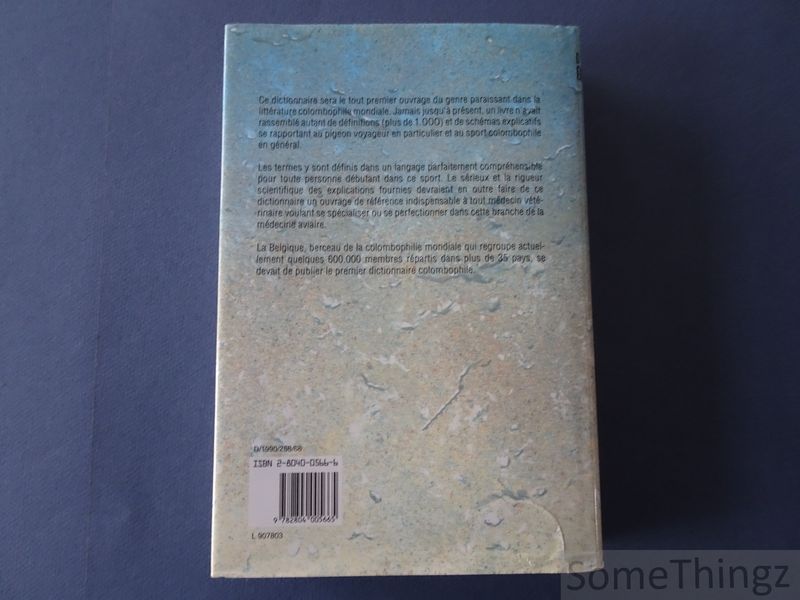 Ce dictionnaire sera le tout premier ouvrage du genre paraissant dans la
littérature colombophile mondiale. Jamais jusqu'à présent, un livre n'avait
rassemblé autant de définitions (plus de 1.000) et de schémas explicatifs
se rapportant au pigeon voyageur en particulier et au sport colombophile
en général.
Les termes y sont définis dans un langage parfaitement compréhensible
pour toute personne débutant dans ce sport. Le sérieux et la rigueur
scientifique des explications fournies devraient en outre faire de ce
dictionnaire un ouvrage de référence indispensable à tout médecin vété-
rinaire voulant se spécialiser ou se perfectionner dans cette branche de la
médecine aviaire.
La Belgique, berceau de la colombophilie mondiale qui regroupe actuel-
lement quelques 600.000 membres répartis dans plus de 35 pays, se
devait de publier le premier dictionnaire colombophile.
D/1990/286/68
ISBN 2-8040-0566-6
9 782804 005665
L 907803
SomeThingz